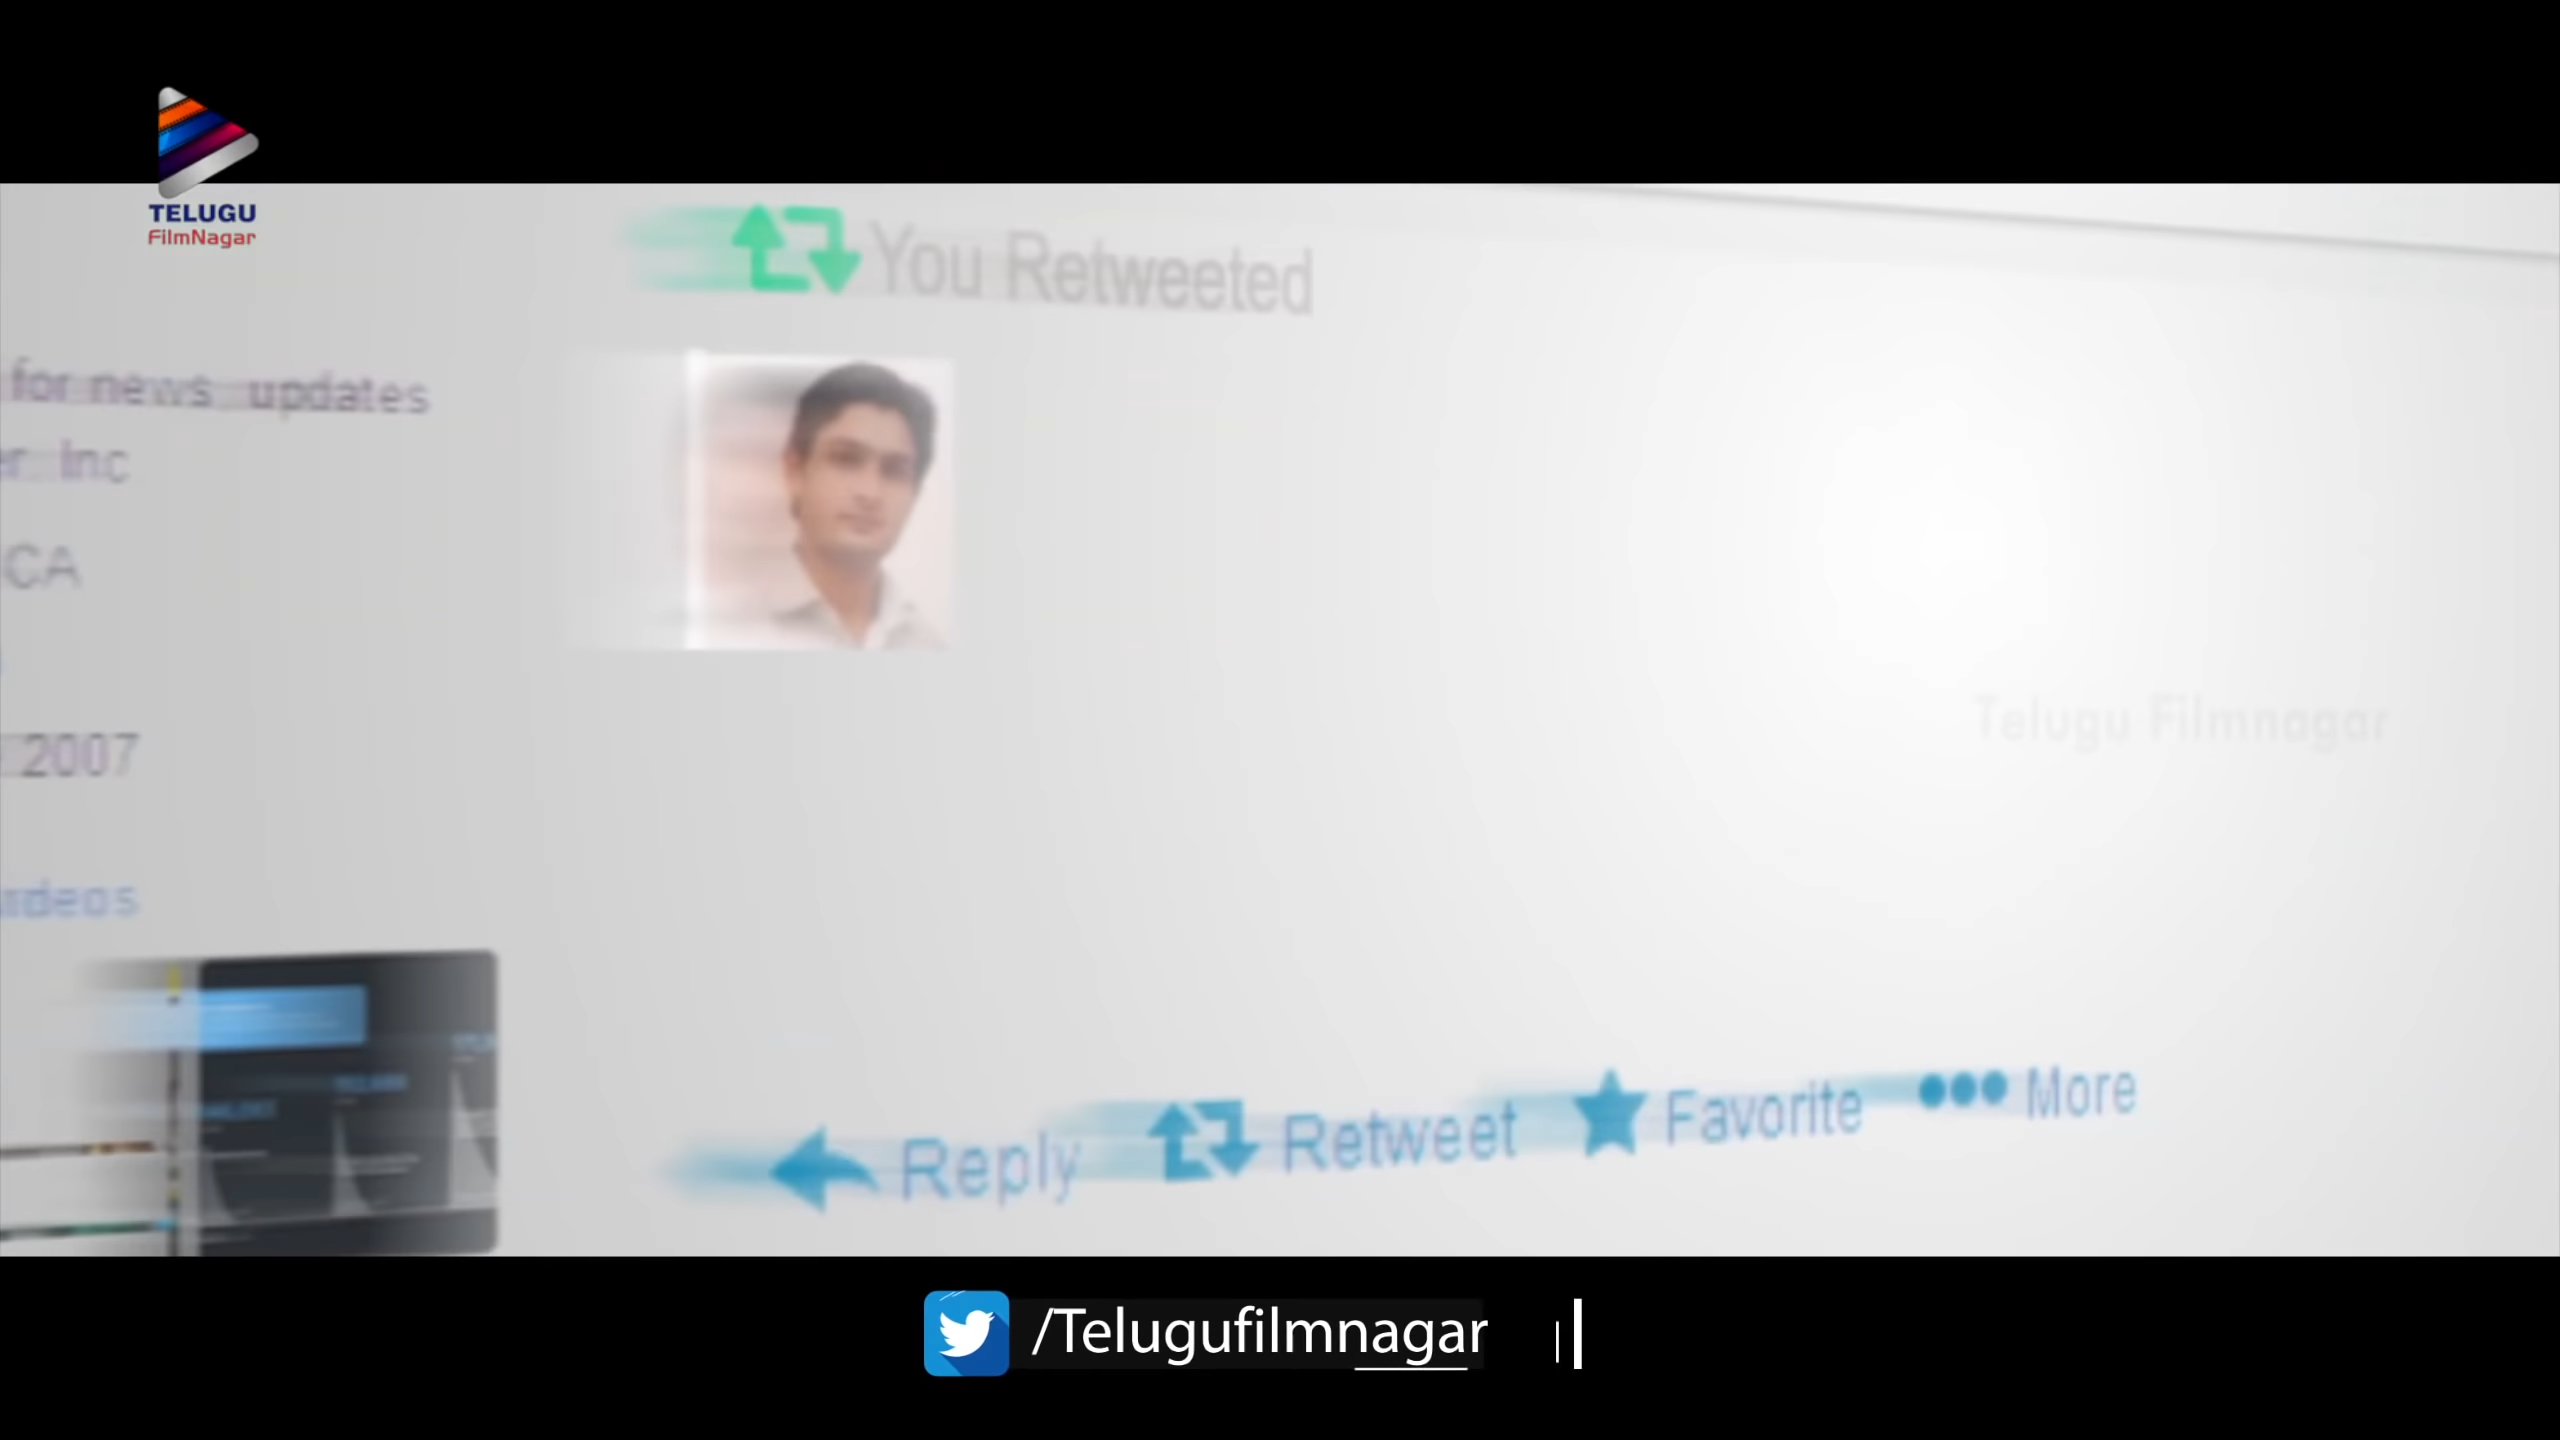 TELUGU
FilmNagar
You Retweeted
for news updates
Inc
CA
2007
Telugu Filmnagar
Reply Retweet Favorite More
/Telugufilmnagar